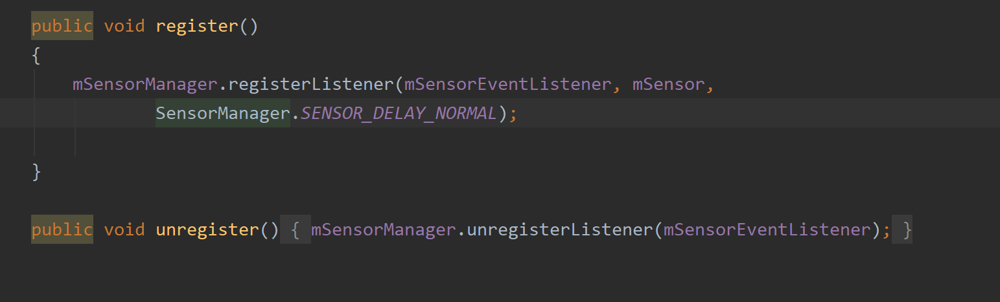 public void register()
{
mSensorManager.registerListener(mSensorEventListener, mSensor,
SensorManager.SENSOR_DELAY_NORMAL);
}
public void unregister() { mSensorManager.unregisterListener(mSensorEventListener); }